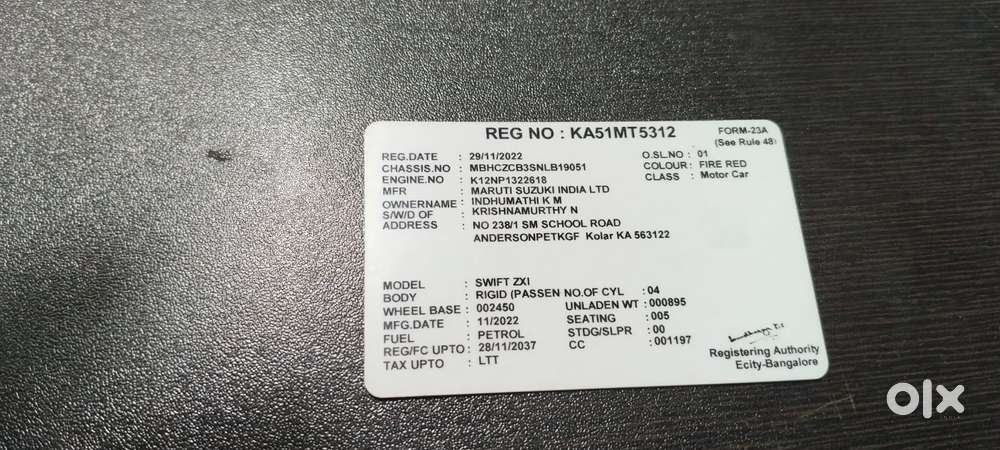 REG NO : KA51MT5312
FORM-23A
(See Rule 48)
REG.DATE : 29/11/2022 O.SL.NO : 01
CHASSIS.NO : MBHCZCB3SNLB19051 COLOUR : FIRE RED
ENGINE.NO : K12NP1322618 CLASS : Motor Car
MFR : MARUTI SUZUKI INDIA LTD
OWNERNAME : INDHUMATHI K M
S/W/D OF : KRISHNAMURTHY N
ADDRESS : NO 238/1 SM SCHOOL ROAD
ANDERSONPETKGF Kolar KA 563122
MODEL : SWIFT ZXI
BODY : RIGID (PASSEN NO.OF CYL : 04
WHEEL BASE : 002450 UNLADEN WT : 000895
MFG.DATE : 11/2022 SEATING : 005
FUEL : PETROL STDG/SLPR : 00
REG/FC UPTO : 28/11/2037 CC : 001197
TAX UPTO : LTT
Registering Authority
Ecity-Bangalore
olx